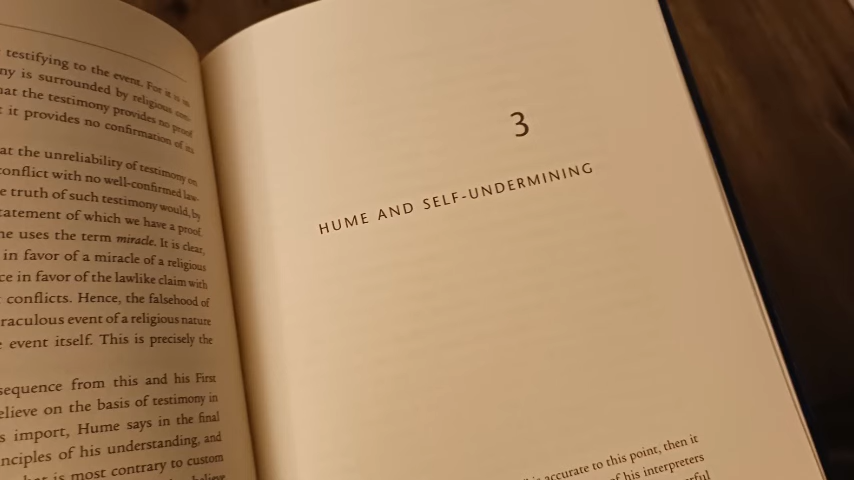 testifying to the event. For it is
ny is surrounded by religious
hat the testimony provides no proof
it provides no confirmation of its
at the unreliability of testimony on
conflict with no well-confirmed law-
e truth of such testimony would, by
tatement of which we have a proof.
he uses the term miracle. It is clear,
in favor of a miracle of a religious
ce in favor of the lawlike claim with
conflicts. Hence, the falsehood of
raculous event of a religious nature
e event itself. This is precisely the
sequence from this and his First
elieve on the basis of testimony in
s import, Hume says in the final
nciples of his understanding, and
is most contrary to custom
believe
3
HUME AND SELF-UNDERMINING
is accurate to this point, then it
of his interpreters